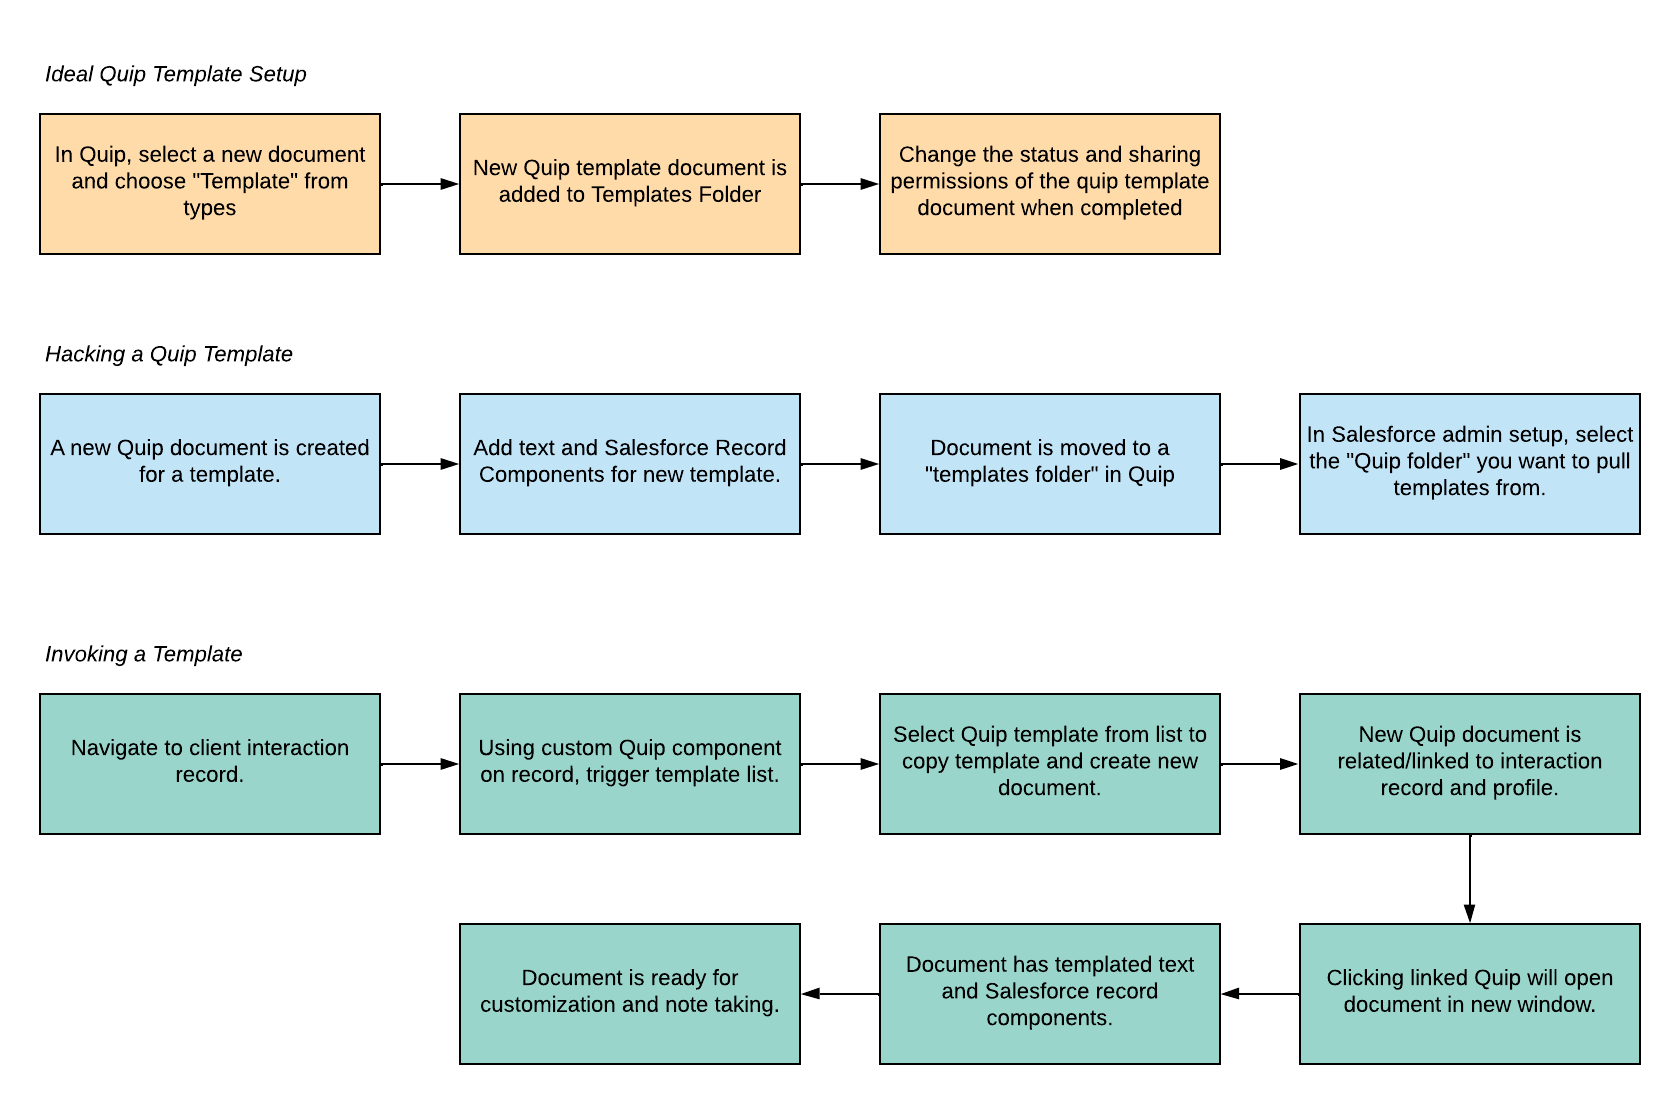 Ideal Quip Template Setup
In Quip, select a new document
and choose "Template" from
types
New Quip template document is
added to Templates Folder
Change the status and sharing
permissions of the quip template
document when completed
Hacking a Quip Template
A new Quip document is created
for a template.
Add text and Salesforce Record
Components for new template.
Document is moved to a
"templates folder" in Quip
In Salesforce admin setup, select
the "Quip folder" you want to pull
templates from.
Invoking a Template
Navigate to client interaction
record.
Using custom Quip component
on record, trigger template list.
Select Quip template from list to
copy template and create new
document.
New Quip document is
related/linked to interaction
record and profile.
Clicking linked Quip will open
document in new window.
Document has templated text
and Salesforce record
components.
Document is ready for
customization and note taking.